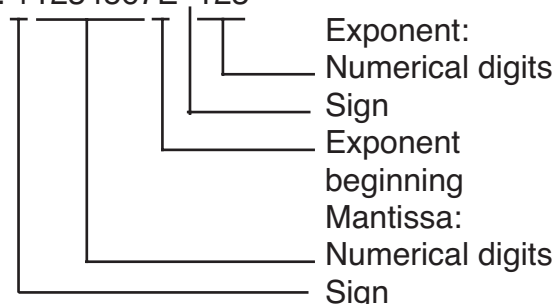 Exponent:
Numerical digits
Sign
Exponent
beginning
Mantissa:
Numerical digits
Sign